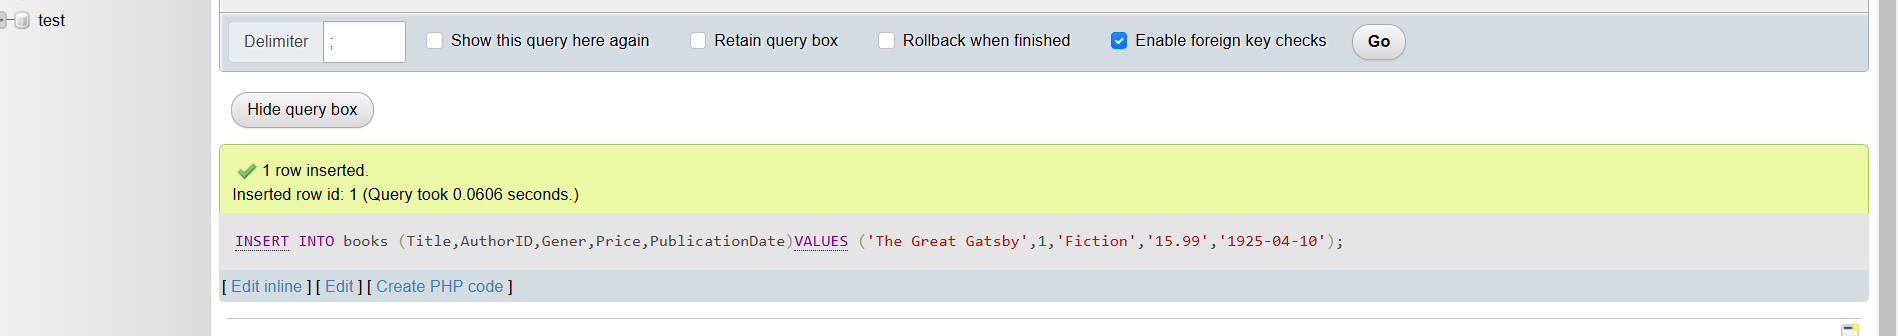 test
Delimiter ; Show this query here again Retain query box Rollback when finished Enable foreign key checks Go
Hide query box
1 row inserted.
Inserted row id: 1 (Query took 0.0606 seconds.)
INSERT INTO books (Title,AuthorID,Gener,Price,PublicationDate)VALUES ('The Great Gatsby',1,'Fiction','15.99','1925-04-10');
[ Edit inline ] [ Edit ] [ Create PHP code ]